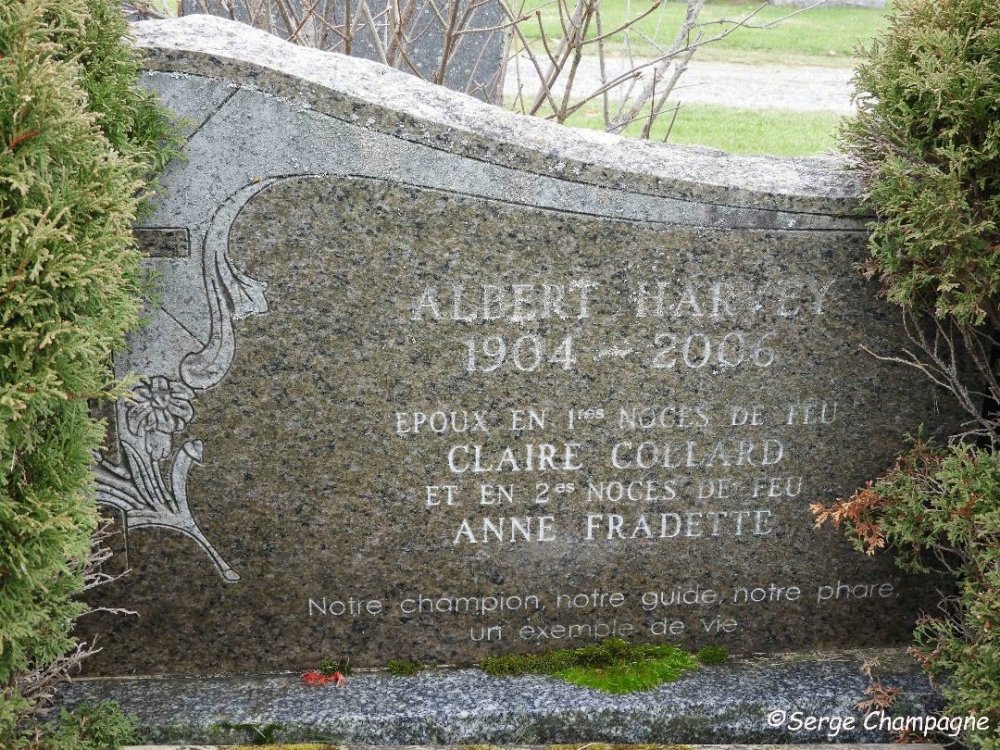 ALBERT HARVEY
1904 - 2006
EPOUX EN 1res NOCES DE FEU
CLAIRE COLLARD
ET EN 2es NOCES DE FEU
ANNE FRADETTE
Notre champion, notre guide, notre phare,
un exemple de vie.
©Serge Champagne